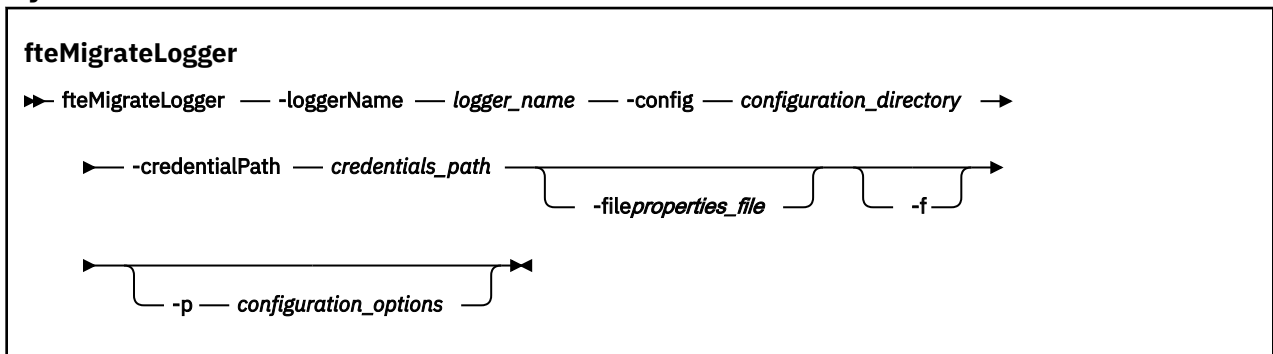 fteMigrateLogger
fteMigrateLogger -loggerName logger_name -config configuration_directory
-credentialPath credentials_path
-fileproperties_file -f
-p configuration_options